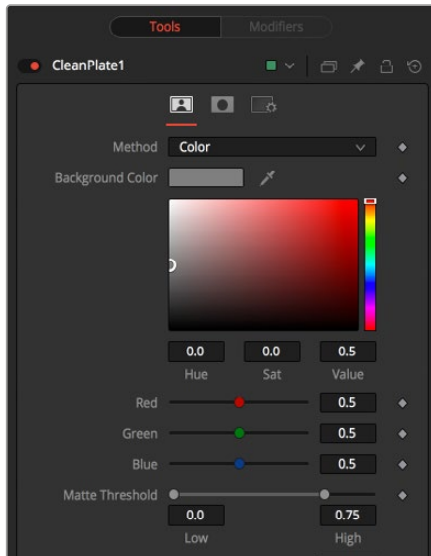 Tools Modifiers
CleanPlate1
Method Color
Background Color
0.0 0.0 0.5
Hue Sat Value
Red 0.5
Green 0.5
Blue 0.5
Matte Threshold
0.0 0.75
Low High